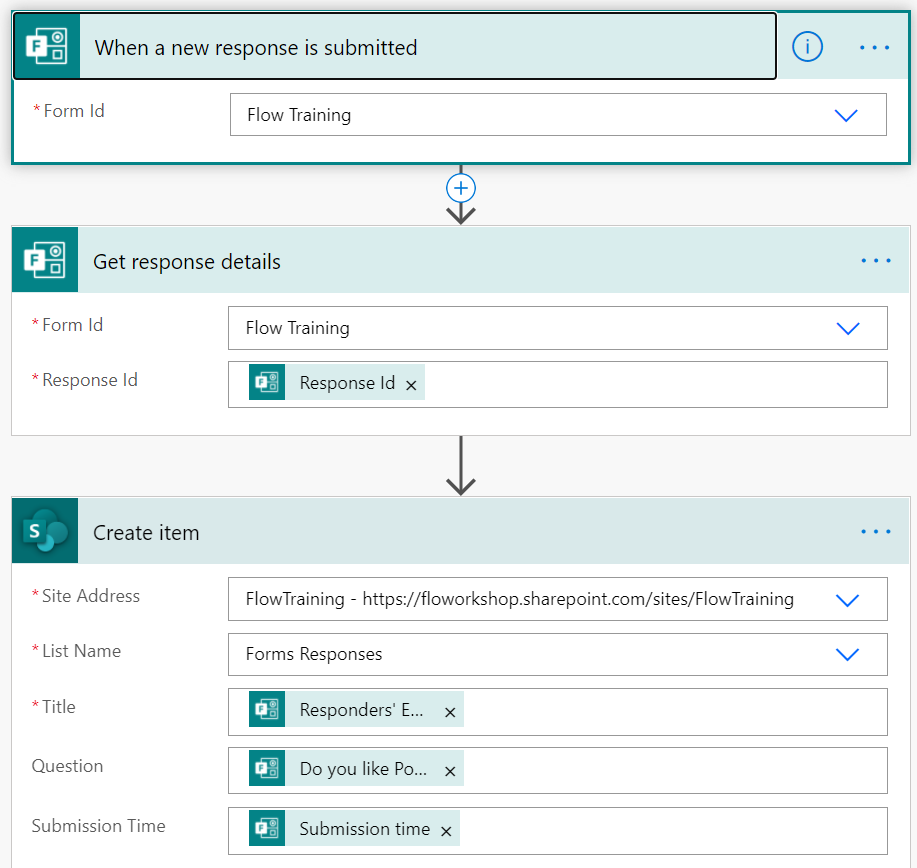 When a new response is submitted
* Form Id
Flow Training
Get response details
* Form Id
Flow Training
* Response Id
Response Id
S
Create item
* Site Address
FlowTraining - https://floworkshop.sharepoint.com/sites/FlowTraining
* List Name
Forms Responses
* Title
Responders' E...
Question
Do you like Po...
Submission Time
Submission time